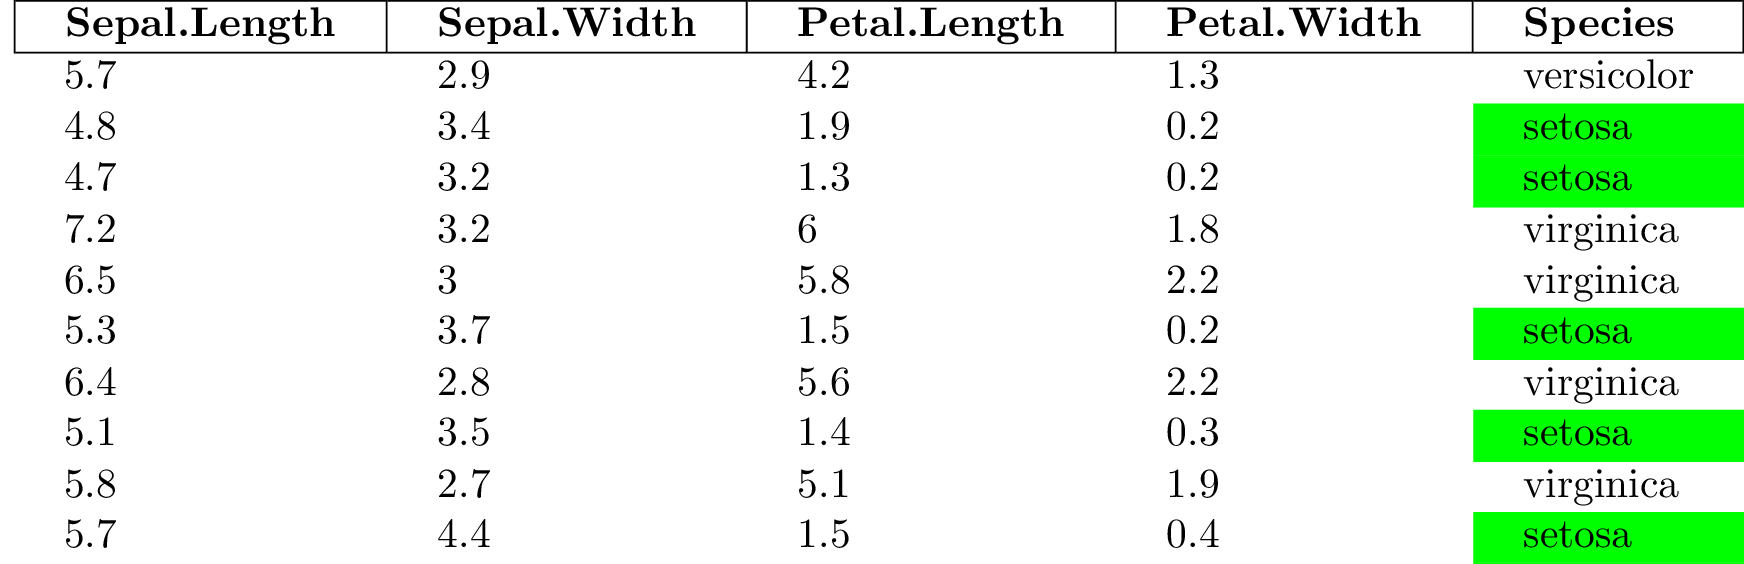 Sepal.Length Sepal.Width Petal.Length Petal.Width Species
5.7 2.9 4.2 1.3 versicolor
4.8 3.4 1.9 0.2 setosa
4.7 3.2 1.3 0.2 setosa
7.2 3.2 6 1.8 virginica
6.5 3 5.8 2.2 virginica
5.3 3.7 1.5 0.2 setosa
6.4 2.8 5.6 2.2 virginica
5.1 3.5 1.4 0.3 setosa
5.8 2.7 5.1 1.9 virginica
5.7 4.4 1.5 0.4 setosa